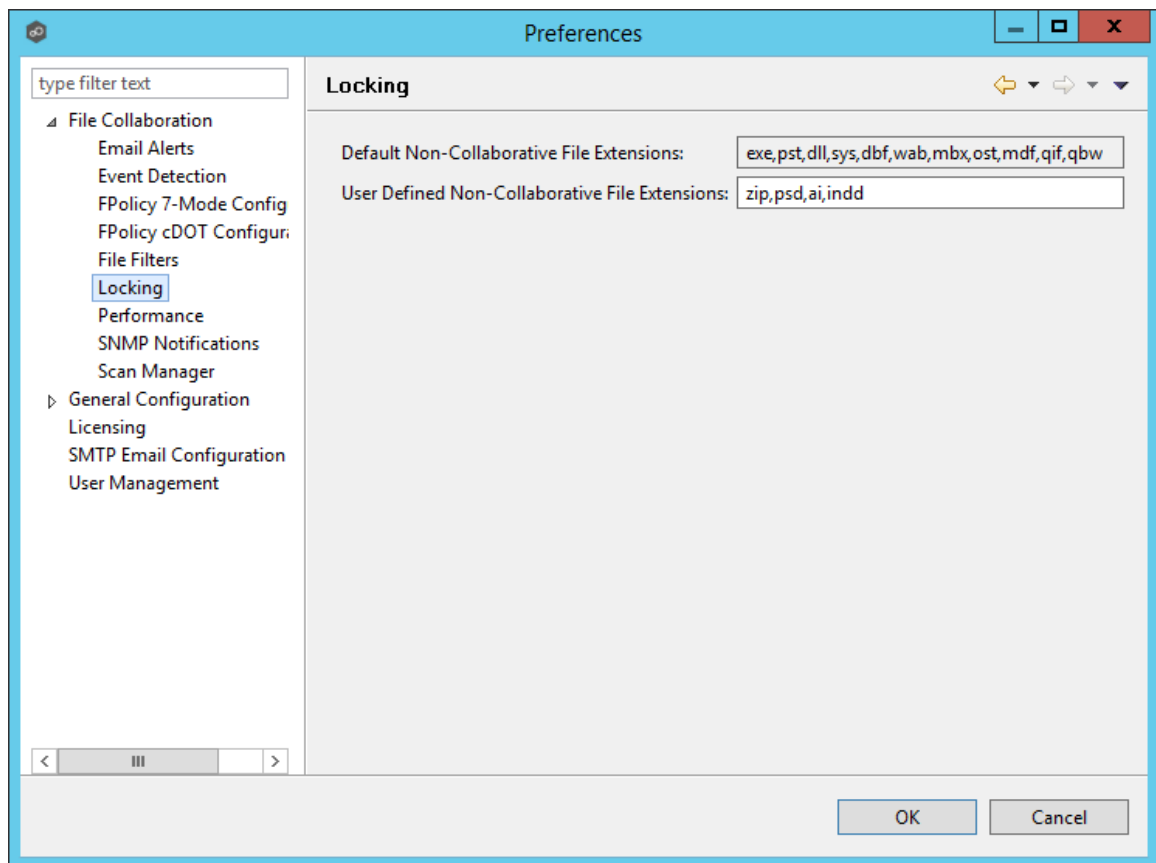 Preferences
type filter text
File Collaboration
Email Alerts
Event Detection
FPolicy 7-Mode Config
FPolicy cDOT Configura
File Filters
Locking
Performance
SNMP Notifications
Scan Manager
General Configuration
Licensing
SMTP Email Configuration
User Management
Locking
Default Non-Collaborative File Extensions: exe,pst,dll,sys,dbf,wab,mbx,ost,mdf,qif,qbw
User Defined Non-Collaborative File Extensions: zip,psd,ai,indd
OK Cancel